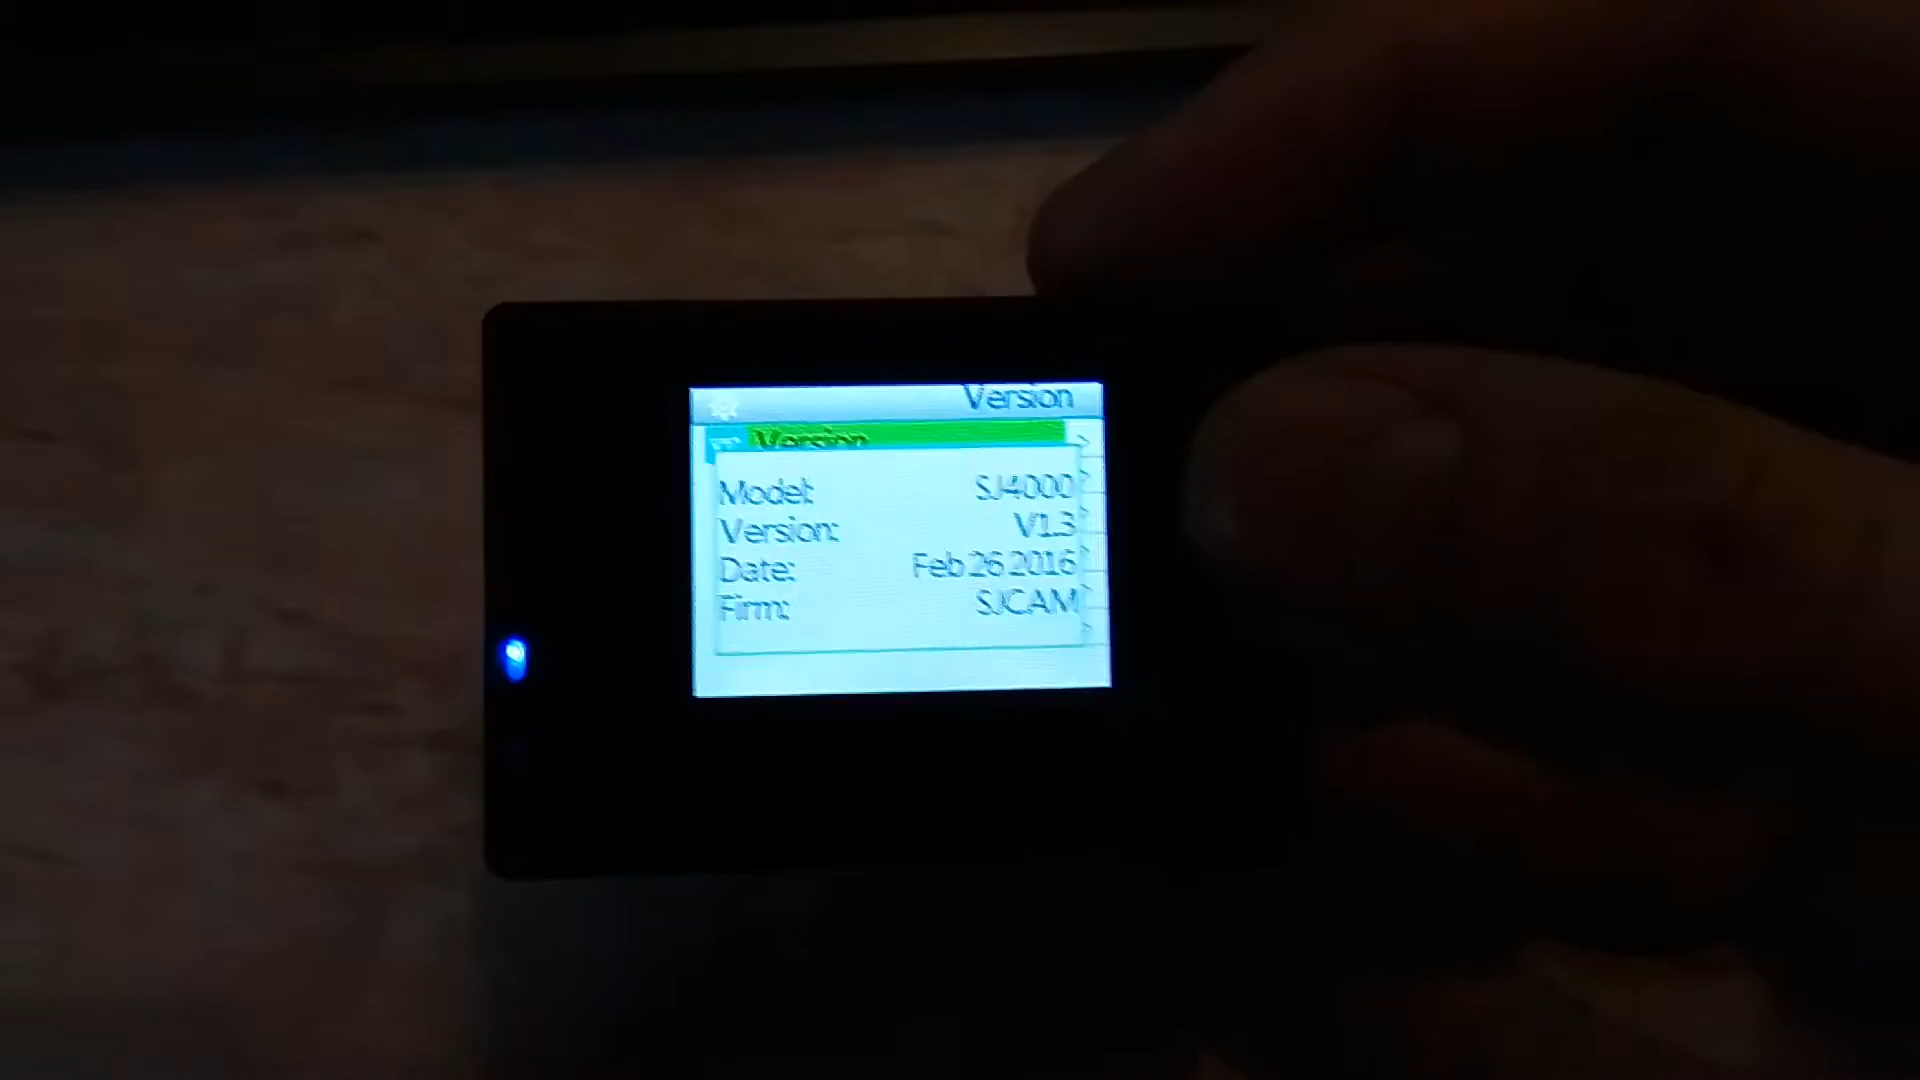 Version
Version
Model: SJ4000
Version: V1.3
Date: Feb 26 2016
Firm: SJCAM